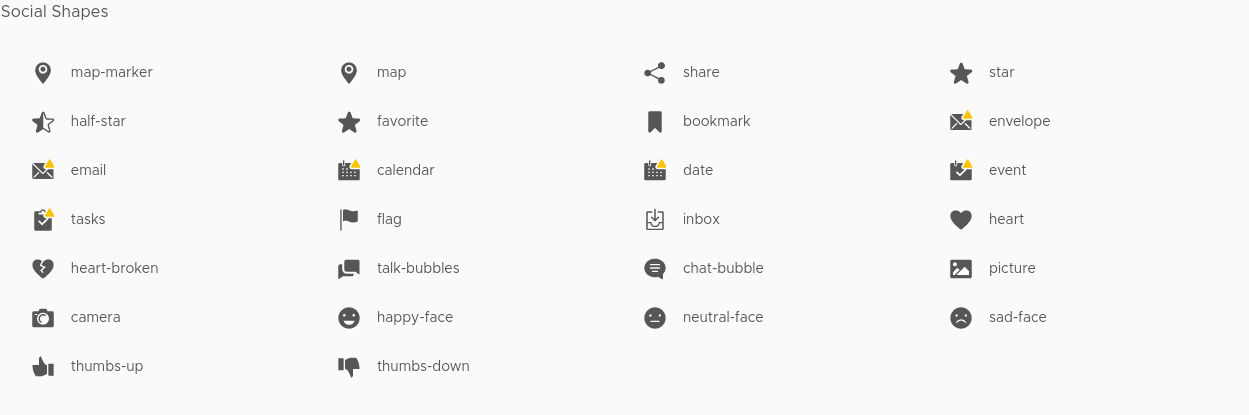 Social Shapes
map-marker map share star
half-star favorite bookmark envelope
email calendar date event
tasks flag inbox heart
heart-broken talk-bubbles chat-bubble picture
camera happy-face neutral-face sad-face
thumbs-up thumbs-down